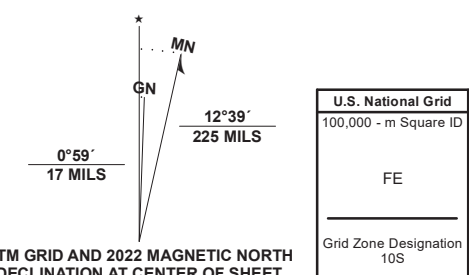 ★
MN
GN
12°39´
225 MILS
0°59´
17 MILS
TM GRID AND 2022 MAGNETIC NORTH
DECLINATION AT CENTER OF SHEET
U.S. National Grid
100,000 - m Square ID
FE
Grid Zone Designation
10S